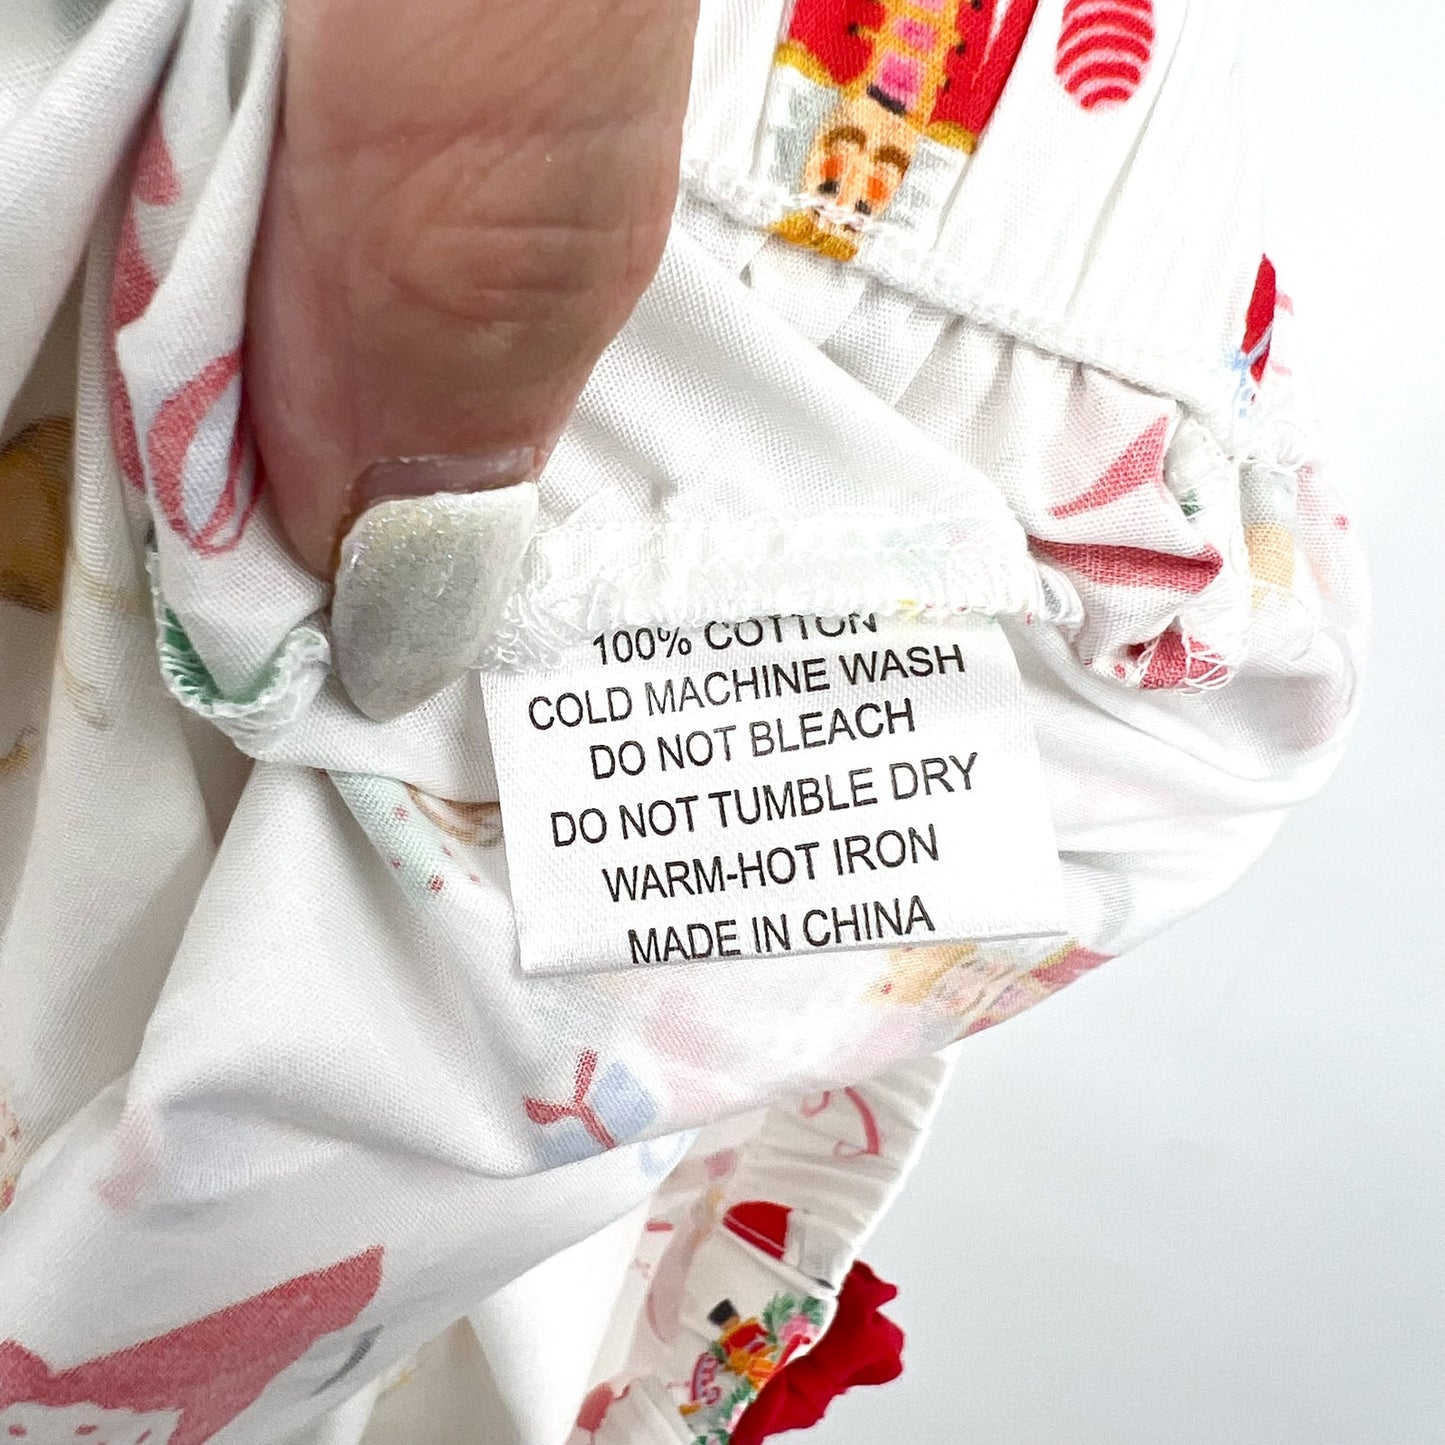 100% COTTON
COLD MACHINE WASH
DO NOT BLEACH
DO NOT TUMBLE DRY
WARM-HOT IRON
MADE IN CHINA